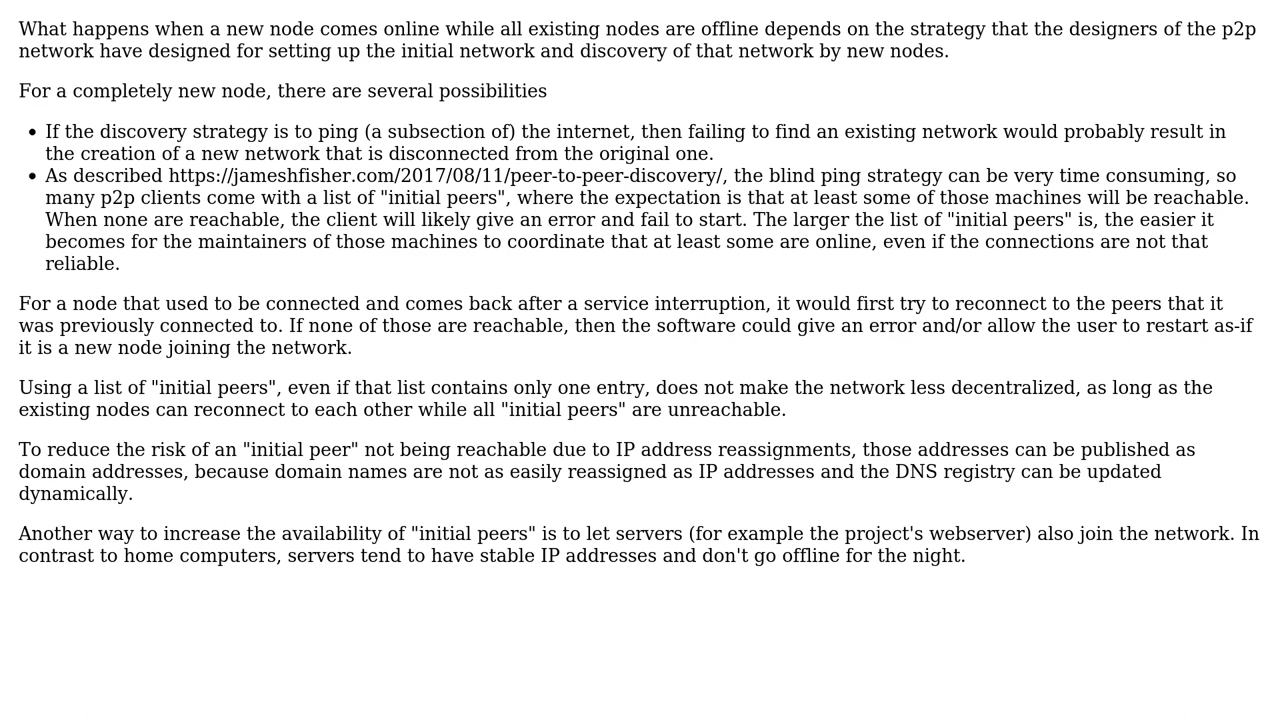 What happens when a new node comes online while all existing nodes are offline depends on the strategy that the designers of the p2p
network have designed for setting up the initial network and discovery of that network by new nodes.
For a completely new node, there are several possibilities
• If the discovery strategy is to ping (a subsection of) the internet, then failing to find an existing network would probably result in
the creation of a new network that is disconnected from the original one.
• As described https://jameshfisher.com/2017/08/11/peer-to-peer-discovery/, the blind ping strategy can be very time consuming, so
many p2p clients come with a list of "initial peers", where the expectation is that at least some of those machines will be reachable.
When none are reachable, the client will likely give an error and fail to start. The larger the list of "initial peers" is, the easier it
becomes for the maintainers of those machines to coordinate that at least some are online, even if the connections are not that
reliable.
For a node that used to be connected and comes back after a service interruption, it would first try to reconnect to the peers that it
was previously connected to. If none of those are reachable, then the software could give an error and/or allow the user to restart as-if
it is a new node joining the network.
Using a list of "initial peers", even if that list contains only one entry, does not make the network less decentralized, as long as the
existing nodes can reconnect to each other while all "initial peers" are unreachable.
To reduce the risk of an "initial peer" not being reachable due to IP address reassignments, those addresses can be published as
domain addresses, because domain names are not as easily reassigned as IP addresses and the DNS registry can be updated
dynamically.
Another way to increase the availability of "initial peers" is to let servers (for example the project's webserver) also join the network. In
contrast to home computers, servers tend to have stable IP addresses and don't go offline for the night.